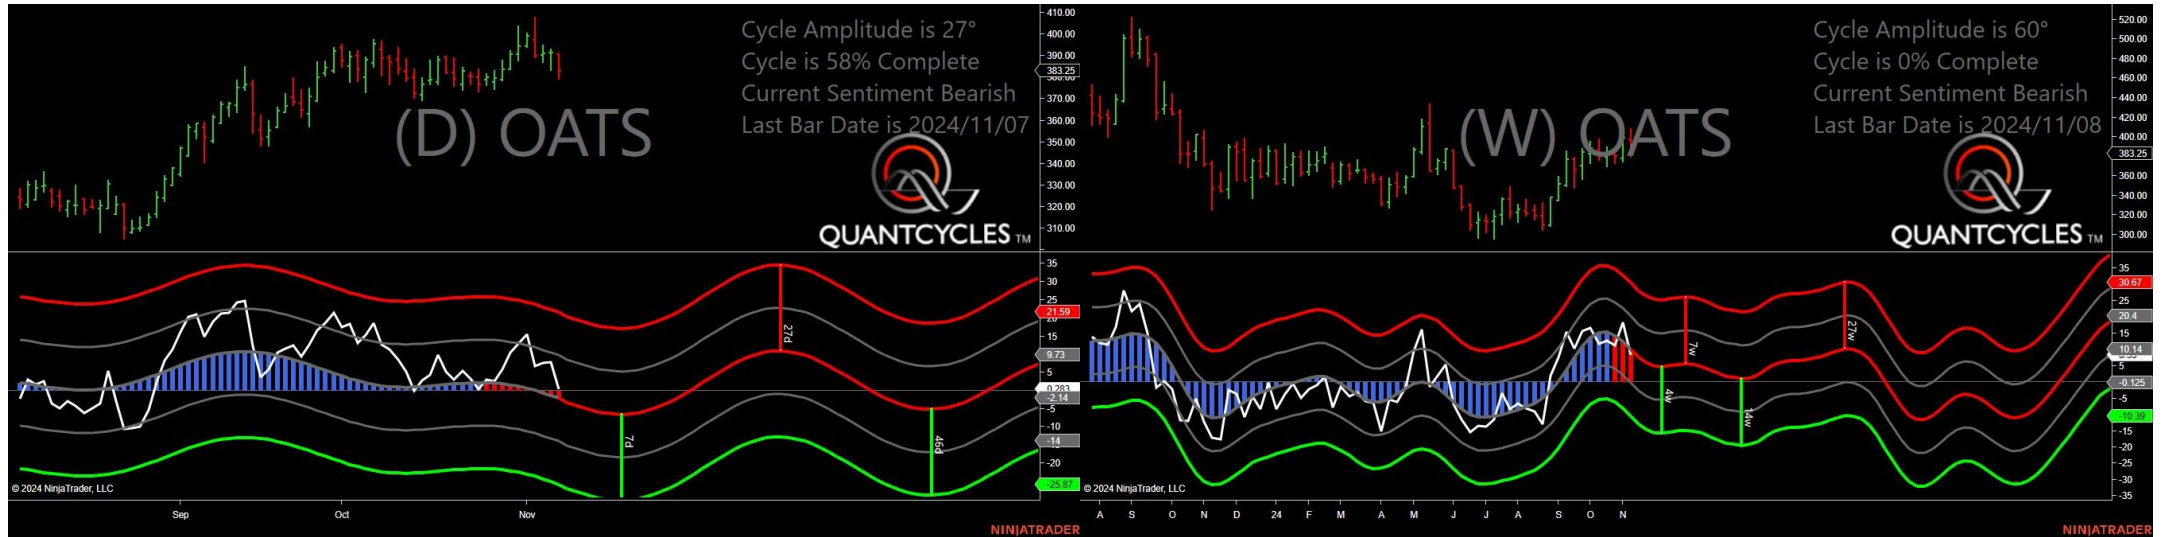 Cycle Amplitude is 27°
Cycle is 58% Complete
Current Sentiment Bearish
Last Bar Date is 2024/11/07
(D) OATS
QUANTCYCLES TM
410.00
400.00
390.00
383.25
370.00
360.00
350.00
340.00
330.00
320.00
310.00
35
30
25
21.59
15
9.73
5
0.283
-2.14
-5
-10
-14
-20
-25.87
27d
7d
46d
© 2024 NinjaTrader, LLC
Sep
Oct
Nov
NINJATRADER
Cycle Amplitude is 60°
Cycle is 0% Complete
Current Sentiment Bearish
Last Bar Date is 2024/11/08
(W) OATS
QUANTCYCLES TM
520.00
500.00
480.00
460.00
440.00
420.00
400.00
383.25
360.00
340.00
320.00
300.00
35
30.67
25
20.4
15
10.14
5
-0.125
-5
-10.39
-15
-20
-25
-30
-35
7w
27w
4w
14w
© 2024 NinjaTrader, LLC
A S O N D 24 F M A M J J A S O N
NINJATRADER